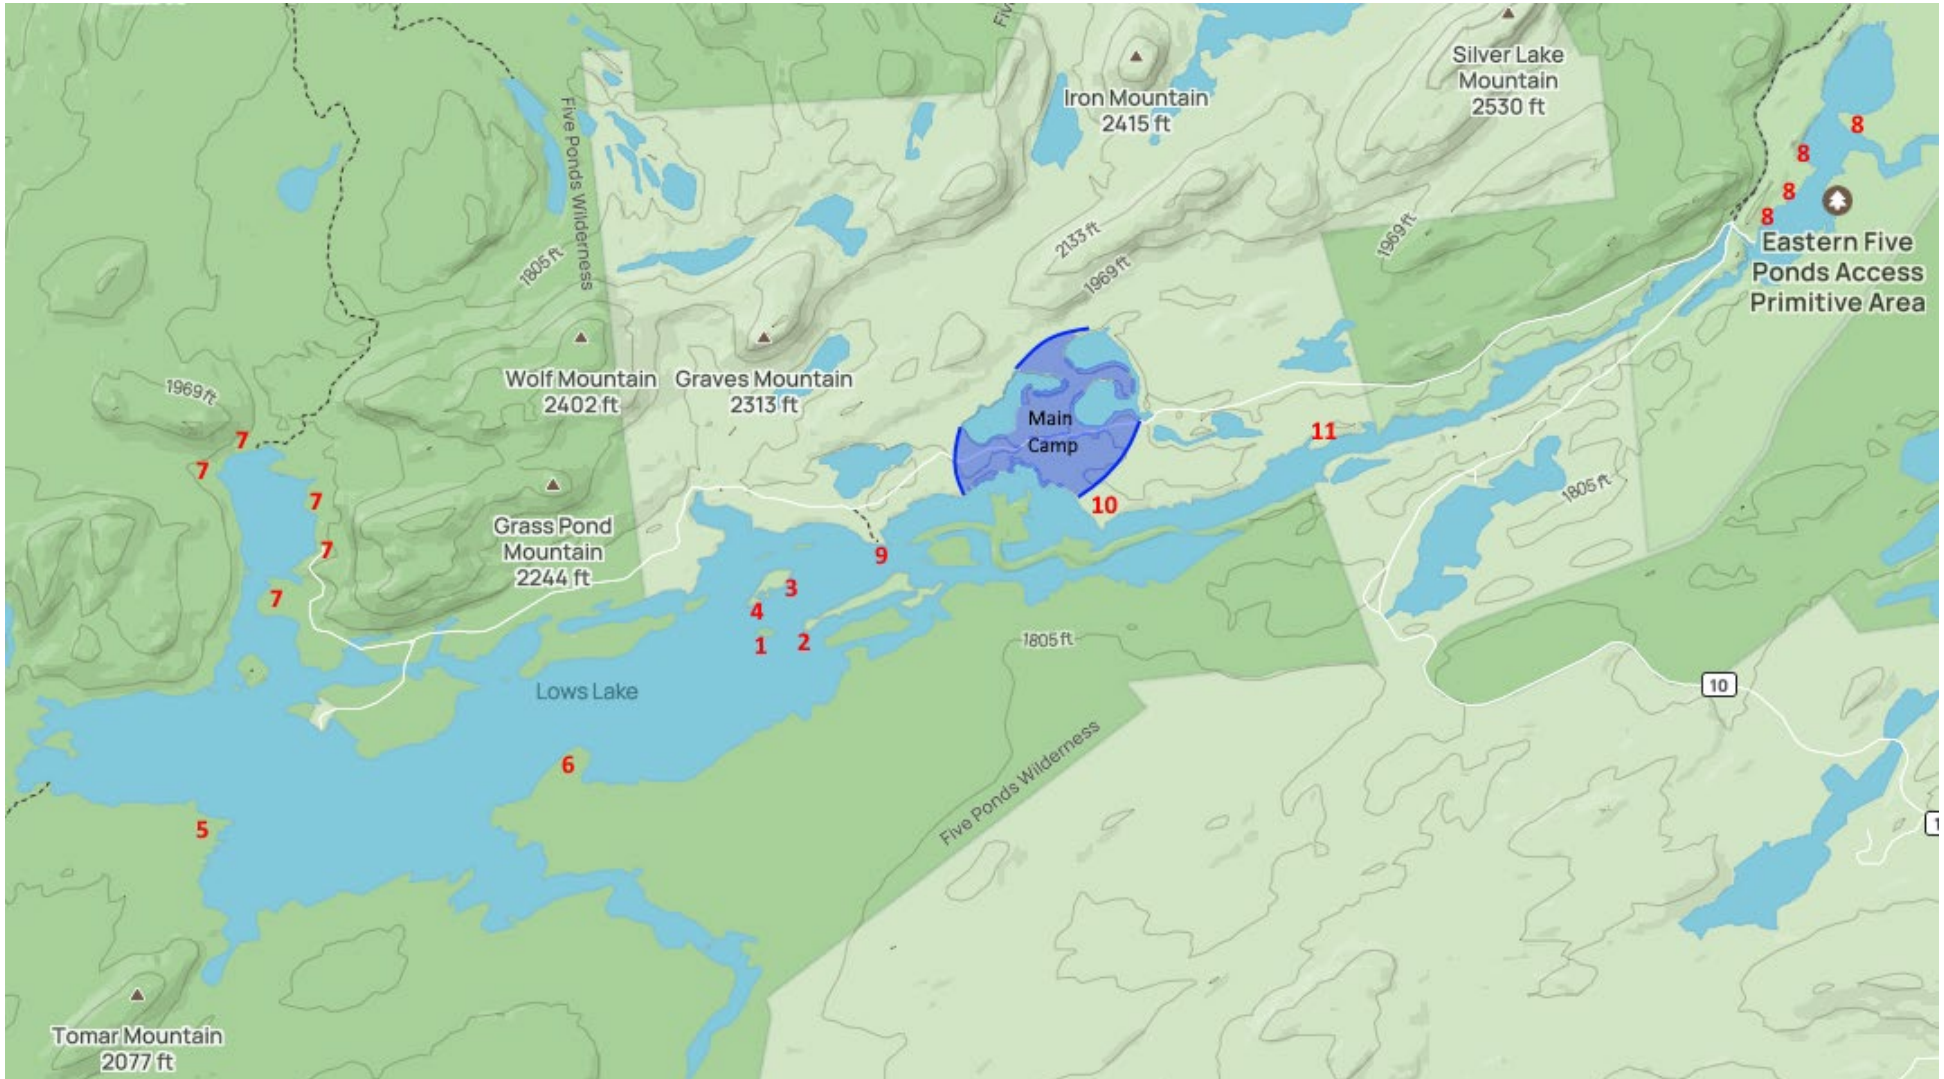 Silver Lake
Mountain
2530 ft
Iron Mountain
2415 ft
Five Ponds Wilderness
8
8
8
8
Eastern Five
Ponds Access
Primitive Area
1805 ft
2133 ft
1969 ft
1969 ft
Wolf Mountain
2402 ft
Graves Mountain
2313 ft
Main
Camp
1969 ft
7
7
7
7
7
Grass Pond
Mountain
2244 ft
11
10
9
1805 ft
3
4
1
2
1805 ft
Lows Lake
10
6
Five Ponds Wilderness
5
1
Tomar Mountain
2077 ft